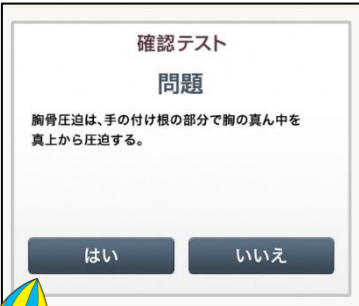 確認テスト
問題
胸骨圧迫は、手の付け根の部分で胸の真ん中を
真上から圧迫する。
はい
いいえ